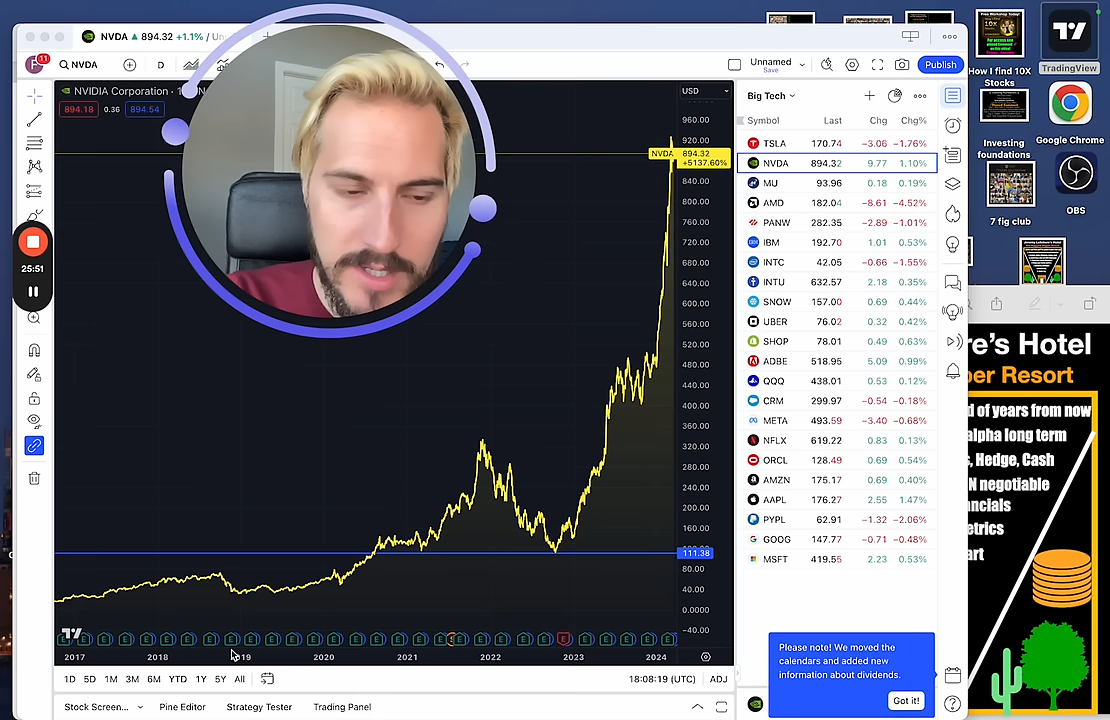 NVDA ▲ 894.32 +1.1% / Un
11
NVDA
D
Unnamed
Save
Publish
TradingView
How I find 10X
Stocks
Google Chrome
Investing
foundations
OBS
7 fig club
NVIDIA Corporation · 1
894.18 0.36 894.54
USD
960.00
920.00
NVDA 894.32
+5137.60%
840.00
800.00
760.00
720.00
680.00
640.00
600.00
560.00
520.00
480.00
440.00
400.00
360.00
320.00
280.00
240.00
200.00
160.00
111.38
80.00
40.00
0.0000
−40.00
25:51
2017 2018 2019 2020 2021 2022 2023 2024
1D 5D 1M 3M 6M YTD 1Y 5Y All
18:08:19 (UTC) ADJ
Stock Screen... Pine Editor Strategy Tester Trading Panel
Big Tech
Symbol Last Chg Chg%
TSLA 170.74 −3.06 −1.76%
NVDA 894.32 9.77 1.10%
MU 93.96 0.18 0.19%
AMD 182.04 −8.61 −4.52%
PANW 282.35 −2.89 −1.01%
IBM 192.70 1.01 0.53%
INTC 42.05 −0.66 −1.55%
INTU 632.57 2.18 0.35%
SNOW 157.00 0.69 0.44%
UBER 76.02 0.32 0.42%
SHOP 78.01 0.49 0.63%
ADBE 518.95 5.09 0.99%
QQQ 438.01 0.53 0.12%
CRM 299.97 −0.54 −0.18%
META 493.59 −3.40 −0.68%
NFLX 619.22 0.83 0.13%
ORCL 128.49 0.69 0.54%
AMZN 175.17 0.69 0.40%
AAPL 176.27 2.55 1.47%
PYPL 62.91 −1.32 −2.06%
GOOG 147.77 −0.71 −0.48%
MSFT 419.55 2.23 0.53%
Please note! We moved the
calendars and added new
information about dividends.
Got it!
re's Hotel
per Resort
d of years from now
alpha long term
s, Hedge, Cash
N negotiable
ancials
etrics
art